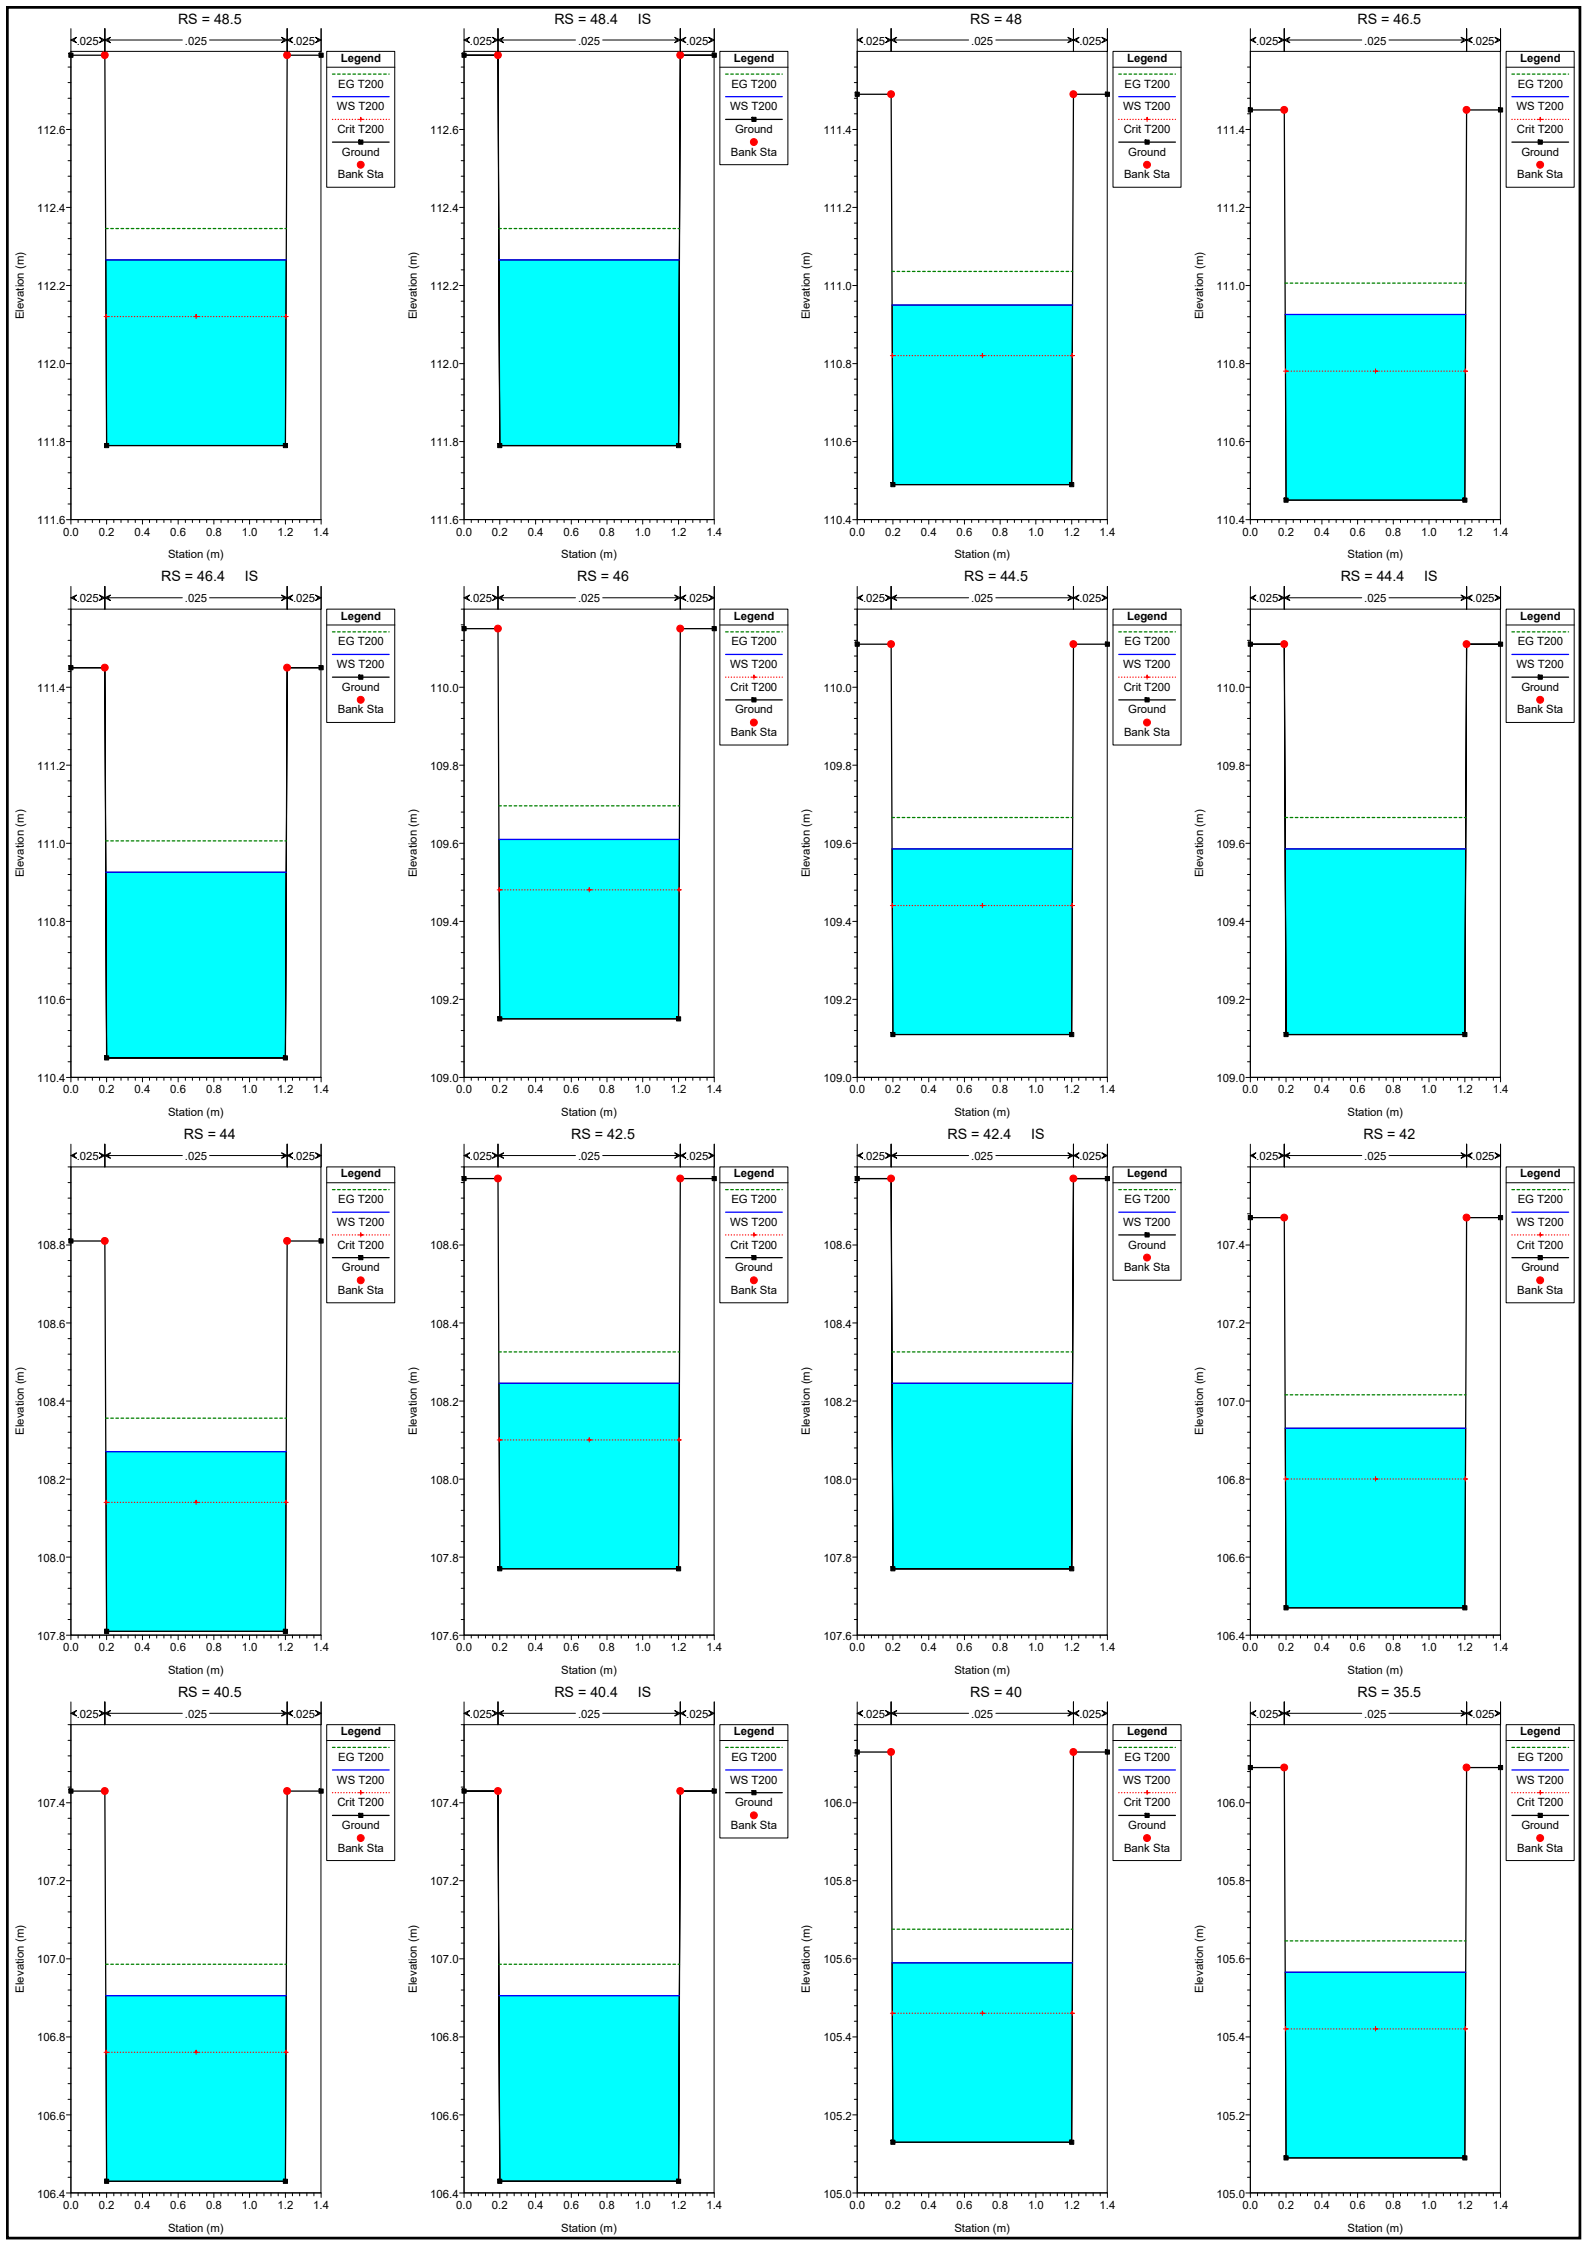 RS = 48.5
.025 .025 .025
Legend
EG T200
WS T200
Crit T200
Ground
Bank Sta
Elevation (m)
112.6
112.4
112.2
112.0
111.8
111.6
0.0 0.2 0.4 0.6 0.8 1.0 1.2 1.4
Station (m)
RS = 48.4 IS
.025 .025 .025
Legend
EG T200
WS T200
Ground
Bank Sta
Elevation (m)
112.6
112.4
112.2
112.0
111.8
111.6
0.0 0.2 0.4 0.6 0.8 1.0 1.2 1.4
Station (m)
RS = 48
.025 .025 .025
Legend
EG T200
WS T200
Crit T200
Ground
Bank Sta
Elevation (m)
111.4
111.2
111.0
110.8
110.6
110.4
0.0 0.2 0.4 0.6 0.8 1.0 1.2 1.4
Station (m)
RS = 46.5
.025 .025 .025
Legend
EG T200
WS T200
Crit T200
Ground
Bank Sta
Elevation (m)
111.4
111.2
111.0
110.8
110.6
110.4
0.0 0.2 0.4 0.6 0.8 1.0 1.2 1.4
Station (m)
RS = 46.4 IS
.025 .025 .025
Legend
EG T200
WS T200
Ground
Bank Sta
Elevation (m)
111.4
111.2
111.0
110.8
110.6
110.4
0.0 0.2 0.4 0.6 0.8 1.0 1.2 1.4
Station (m)
RS = 46
.025 .025 .025
Legend
EG T200
WS T200
Crit T200
Ground
Bank Sta
Elevation (m)
110.0
109.8
109.6
109.4
109.2
109.0
0.0 0.2 0.4 0.6 0.8 1.0 1.2 1.4
Station (m)
RS = 44.5
.025 .025 .025
Legend
EG T200
WS T200
Crit T200
Ground
Bank Sta
Elevation (m)
110.0
109.8
109.6
109.4
109.2
109.0
0.0 0.2 0.4 0.6 0.8 1.0 1.2 1.4
Station (m)
RS = 44.4 IS
.025 .025 .025
Legend
EG T200
WS T200
Ground
Bank Sta
Elevation (m)
110.0
109.8
109.6
109.4
109.2
109.0
0.0 0.2 0.4 0.6 0.8 1.0 1.2 1.4
Station (m)
RS = 44
.025 .025 .025
Legend
EG T200
WS T200
Crit T200
Ground
Bank Sta
Elevation (m)
108.8
108.6
108.4
108.2
108.0
107.8
0.0 0.2 0.4 0.6 0.8 1.0 1.2 1.4
Station (m)
RS = 42.5
.025 .025 .025
Legend
EG T200
WS T200
Crit T200
Ground
Bank Sta
Elevation (m)
108.6
108.4
108.2
108.0
107.8
107.6
0.0 0.2 0.4 0.6 0.8 1.0 1.2 1.4
Station (m)
RS = 42.4 IS
.025 .025 .025
Legend
EG T200
WS T200
Ground
Bank Sta
Elevation (m)
108.6
108.4
108.2
108.0
107.8
107.6
0.0 0.2 0.4 0.6 0.8 1.0 1.2 1.4
Station (m)
RS = 42
.025 .025 .025
Legend
EG T200
WS T200
Crit T200
Ground
Bank Sta
Elevation (m)
107.4
107.2
107.0
106.8
106.6
106.4
0.0 0.2 0.4 0.6 0.8 1.0 1.2 1.4
Station (m)
RS = 40.5
.025 .025 .025
Legend
EG T200
WS T200
Crit T200
Ground
Bank Sta
Elevation (m)
107.4
107.2
107.0
106.8
106.6
106.4
0.0 0.2 0.4 0.6 0.8 1.0 1.2 1.4
Station (m)
RS = 40.4 IS
.025 .025 .025
Legend
EG T200
WS T200
Ground
Bank Sta
Elevation (m)
107.4
107.2
107.0
106.8
106.6
106.4
0.0 0.2 0.4 0.6 0.8 1.0 1.2 1.4
Station (m)
RS = 40
.025 .025 .025
Legend
EG T200
WS T200
Crit T200
Ground
Bank Sta
Elevation (m)
106.0
105.8
105.6
105.4
105.2
105.0
0.0 0.2 0.4 0.6 0.8 1.0 1.2 1.4
Station (m)
RS = 35.5
.025 .025 .025
Legend
EG T200
WS T200
Crit T200
Ground
Bank Sta
Elevation (m)
106.0
105.8
105.6
105.4
105.2
105.0
0.0 0.2 0.4 0.6 0.8 1.0 1.2 1.4
Station (m)